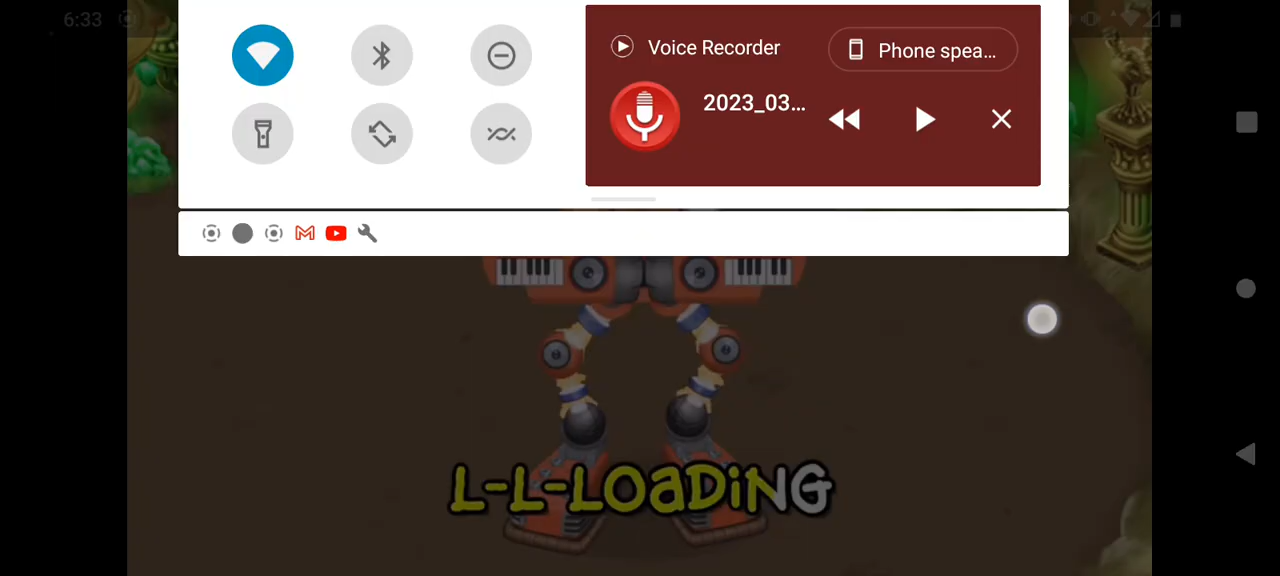 6:33
Voice Recorder
Phone spea...
2023_03...
L-L-LOADING